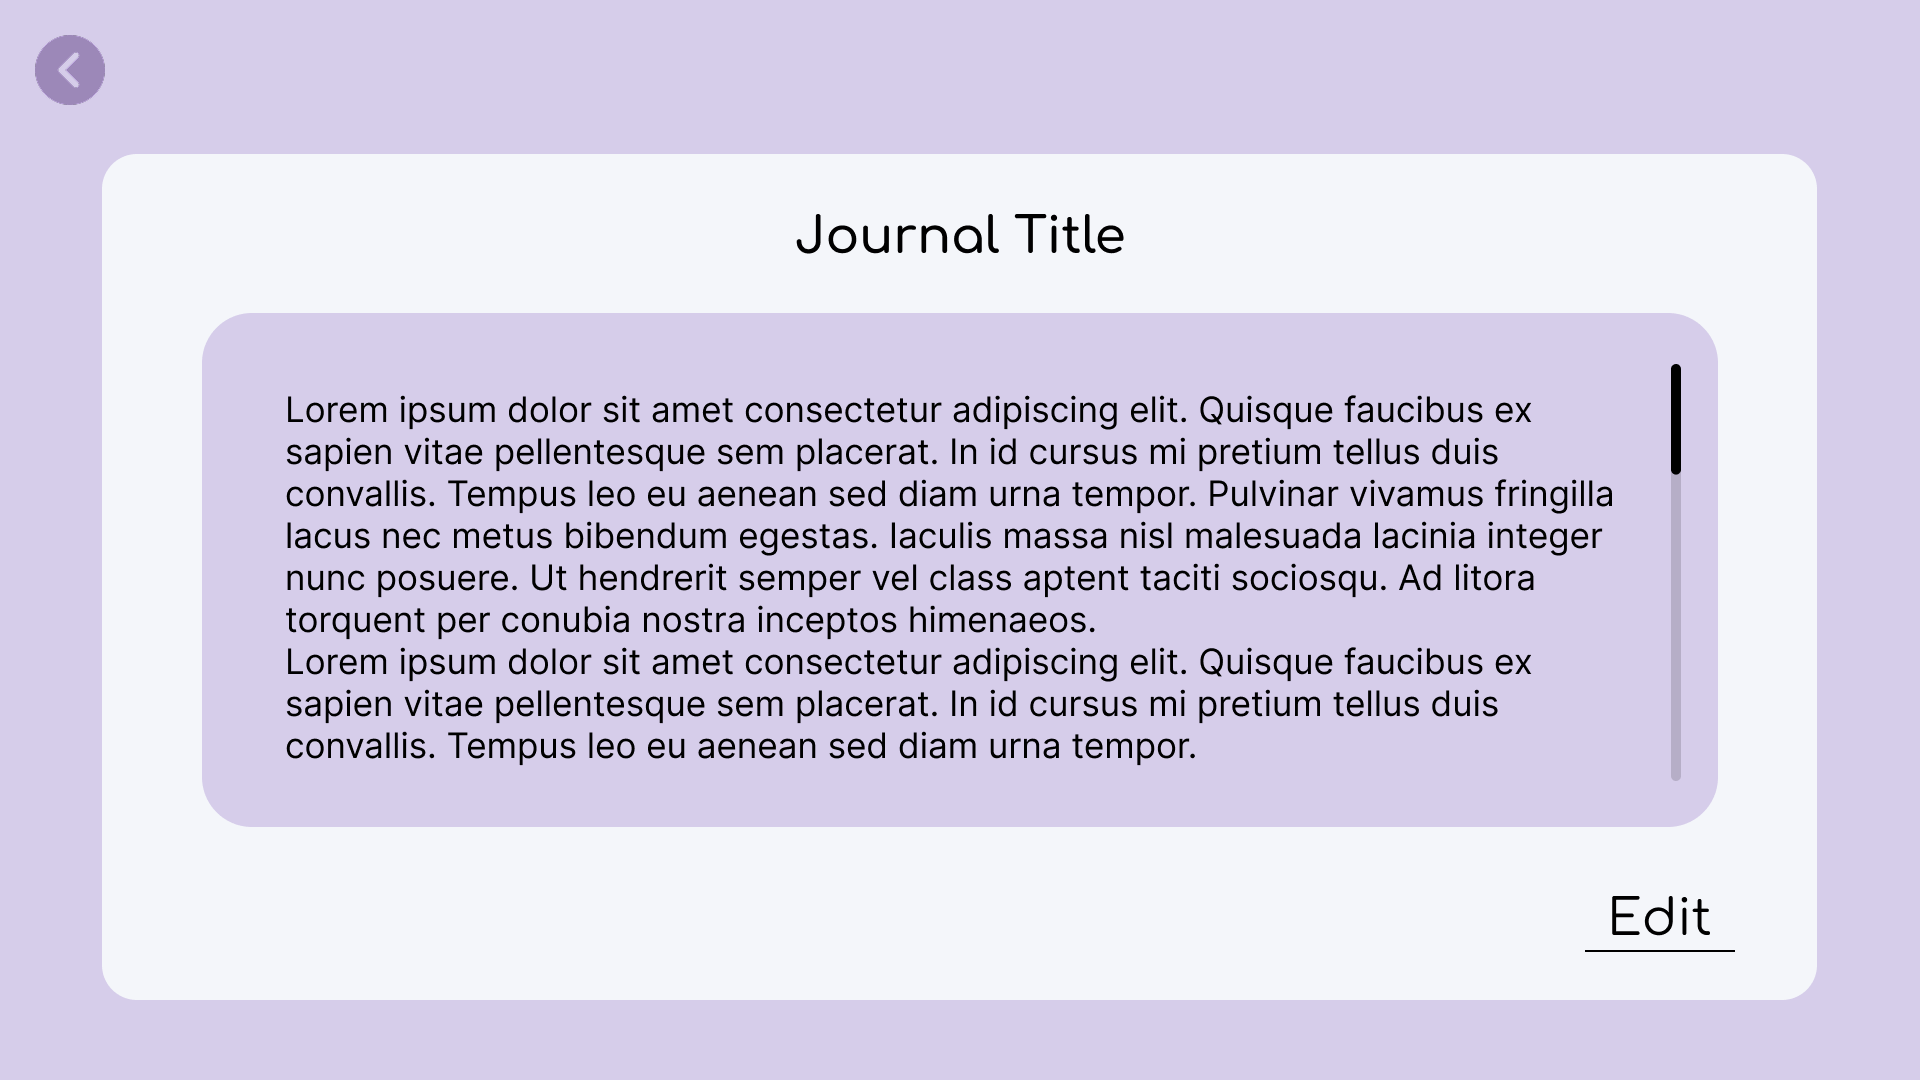 Journal Title
Lorem ipsum dolor sit amet consectetur adipiscing elit. Quisque faucibus ex
sapien vitae pellentesque sem placerat. In id cursus mi pretium tellus duis
convallis. Tempus leo eu aenean sed diam urna tempor. Pulvinar vivamus fringilla
lacus nec metus bibendum egestas. Iaculis massa nisl malesuada lacinia integer
nunc posuere. Ut hendrerit semper vel class aptent taciti sociosqu. Ad litora
torquent per conubia nostra inceptos himenaeos.
Lorem ipsum dolor sit amet consectetur adipiscing elit. Quisque faucibus ex
sapien vitae pellentesque sem placerat. In id cursus mi pretium tellus duis
convallis. Tempus leo eu aenean sed diam urna tempor.
Edit